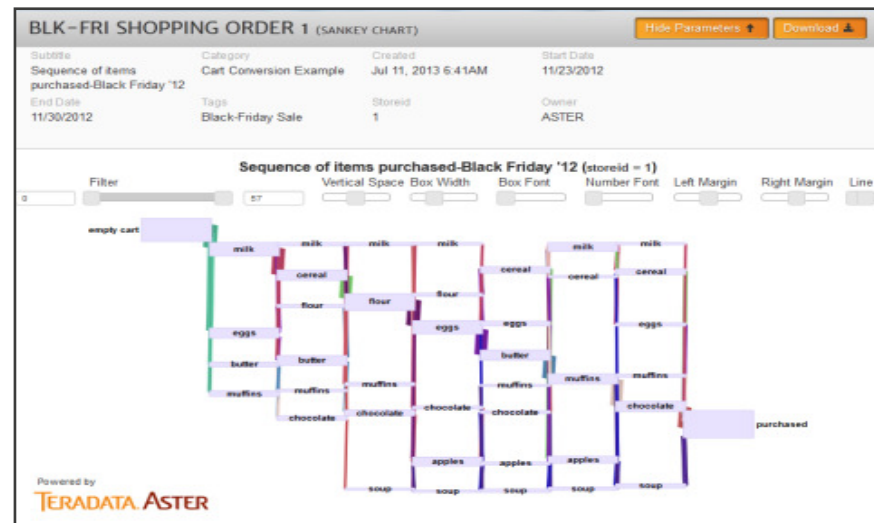 BLK-FRI SHOPPING ORDER 1 (SANKEY CHART)
Hide Parameters
Download
Subtitle
Category
Created
Start Date
Sequence of items purchased-Black Friday '12
Cart Conversion Example
Jul 11, 2013 6:41AM
11/23/2012
End Date
Tags
Storeid
Owner
11/30/2012
Black-Friday Sale
1
ASTER
Sequence of items purchased-Black Friday '12 (storeid = 1)
Filter
Vertical Space
Box Width
Box Font
Number Font
Left Margin
Right Margin
Line
0
57
empty cart
milk
eggs
butter
muffins
milk
cereal
flour
butter
muffins
chocolate
milk
flour
muffins
chocolate
soup
milk
flour
eggs
chocolate
apples
soup
cereal
eggs
butter
muffins
chocolate
apples
soup
milk
cereal
muffins
apples
soup
milk
cereal
eggs
muffins
chocolate
soup
purchased
Powered by
TERADATA ASTER